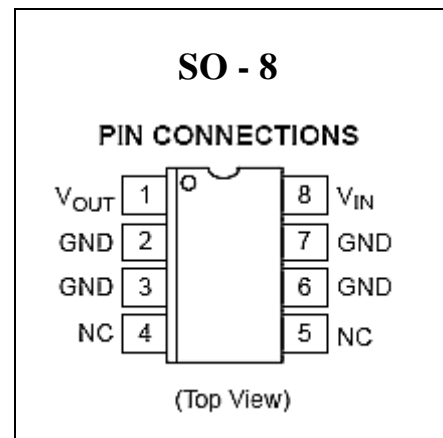 SO - 8
PIN CONNECTIONS
VOUT 1 8 VIN
GND 2 7 GND
GND 3 6 GND
NC 4 5 NC
(Top View)